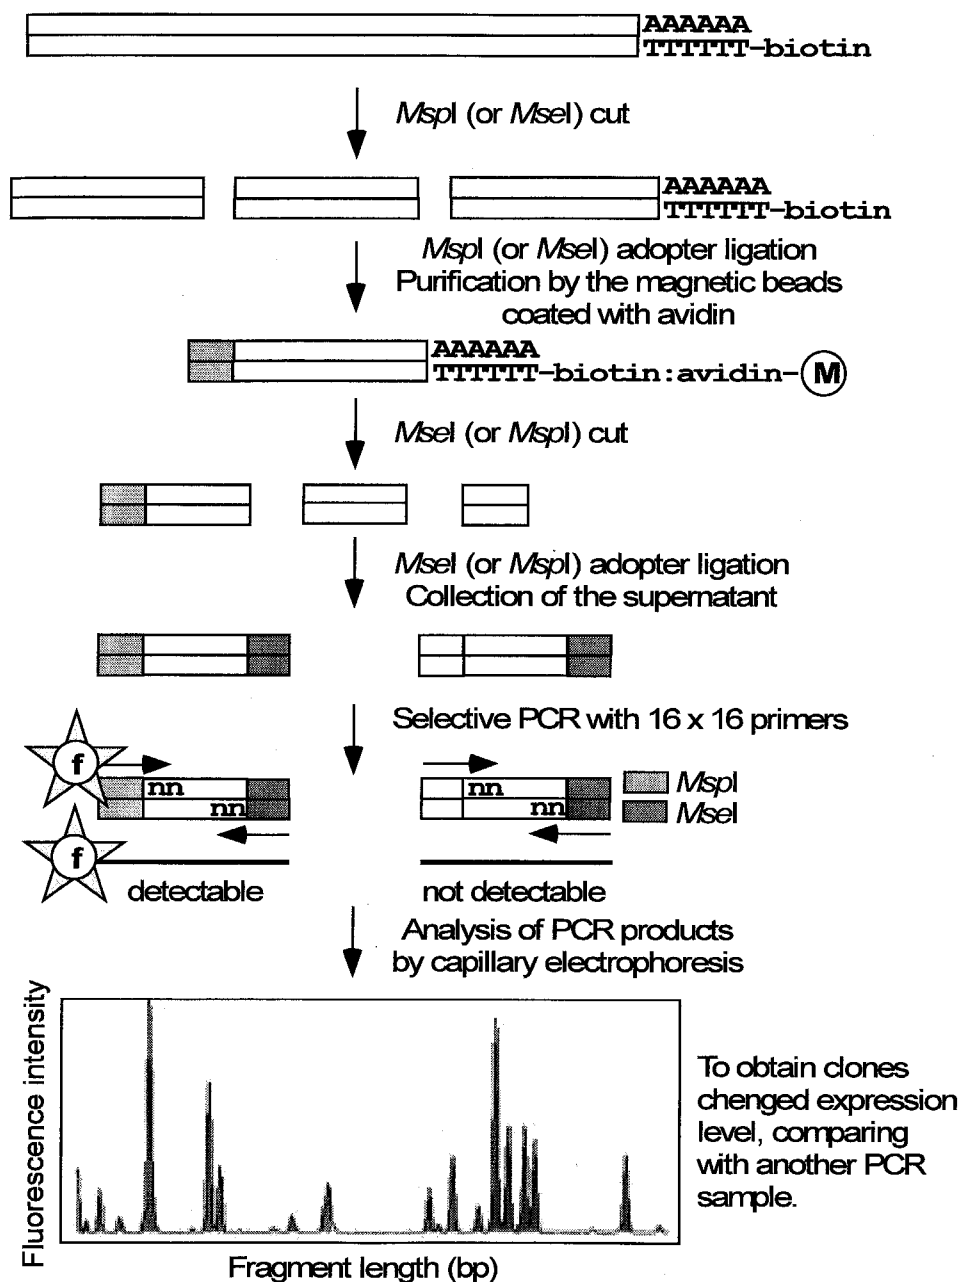 AAAAAA
TTTTTT-biotin
MspI (or MseI) cut
AAAAAA
TTTTTT-biotin
MspI (or MseI) adopter ligation
Purification by the magnetic beads
coated with avidin
AAAAAA
TTTTTT-biotin:avidin-M
MseI (or MspI) cut
MseI (or MspI) adopter ligation
Collection of the supernatant
Selective PCR with 16 x 16 primers
f
nn
nn
nn
nn
MspI
MseI
f
detectable
not detectable
Analysis of PCR products
by capillary electrophoresis
Fluorescence intensity
To obtain clones
chenged expression
level, comparing
with another PCR
sample.
Fragment length (bp)